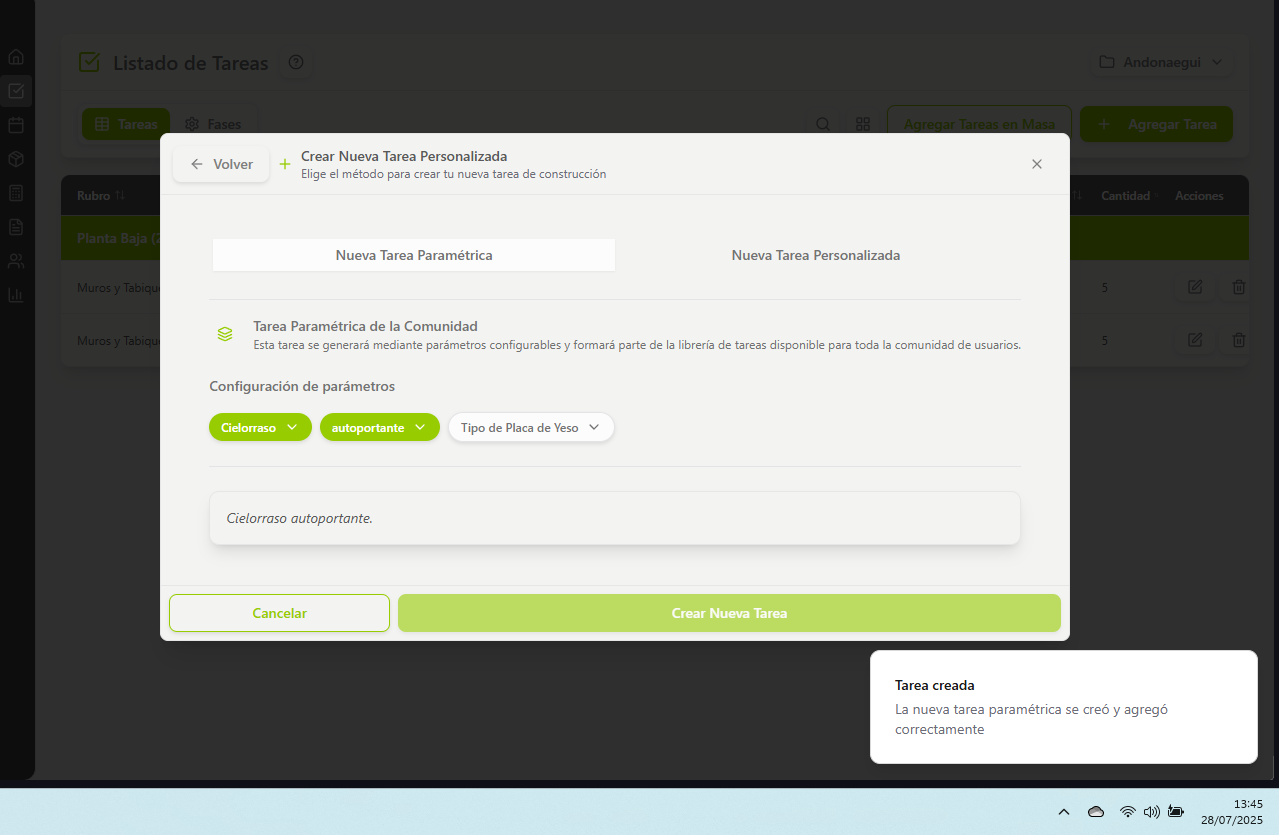 Listado de Tareas
Andonaegui
Tareas
Fases
Agregar Tareas en Masa
Agregar Tarea
Volver
Crear Nueva Tarea Personalizada
Elige el método para crear tu nueva tarea de construcción
Rubro
Cantidad
Acciones
Planta Baja (2
Muros y Tabique
5
Muros y Tabique
5
Nueva Tarea Paramétrica
Nueva Tarea Personalizada
Tarea Paramétrica de la Comunidad
Esta tarea se generará mediante parámetros configurables y formará parte de la librería de tareas disponible para toda la comunidad de usuarios.
Configuración de parámetros
Cielorraso
autoportante
Tipo de Placa de Yeso
Cielorraso autoportante.
Cancelar
Crear Nueva Tarea
Tarea creada
La nueva tarea paramétrica se creó y agregó
correctamente
13:45
28/07/2025